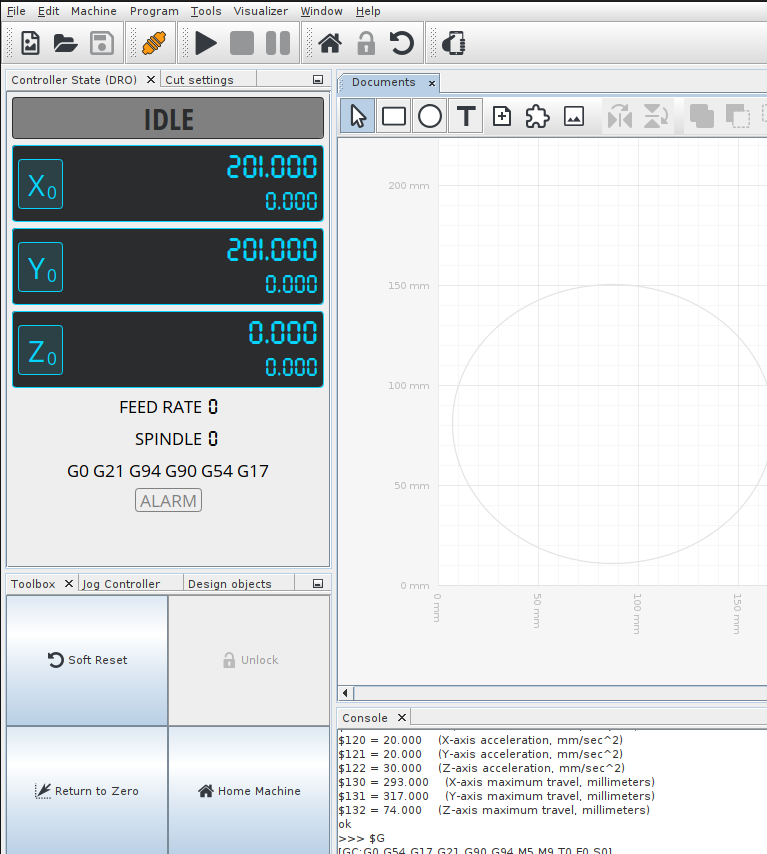 File Edit Machine Program Tools Visualizer Window Help
Controller State (DRO) Cut settings
IDLE
X0 201.000
0.000
Y0 201.000
0.000
Z0 0.000
0.000
FEED RATE 0
SPINDLE 0
G0 G21 G94 G90 G54 G17
ALARM
Toolbox Jog Controller Design objects
Soft Reset Unlock
Return to Zero Home Machine
Documents
T
200 mm
150 mm
100 mm
50 mm
0 mm
0 mm 50 mm 100 mm 150 mm
Console
$120 = 20.000 (X-axis acceleration, mm/sec^2)
$121 = 20.000 (Y-axis acceleration, mm/sec^2)
$122 = 30.000 (Z-axis acceleration, mm/sec^2)
$130 = 293.000 (X-axis maximum travel, millimeters)
$131 = 317.000 (Y-axis maximum travel, millimeters)
$132 = 74.000 (Z-axis maximum travel, millimeters)
ok
>>> $G
[GC:G0 G54 G17 G21 G90 G94 M5 M9 T0 F0 S0]